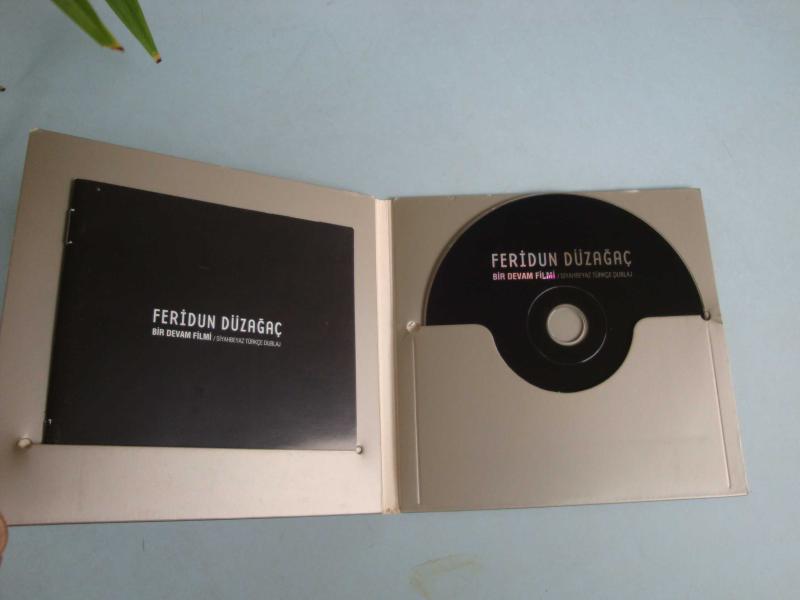 FERİDUN DÜZAĞAÇ
BİR DEVAM FİLMİ / SİYAHBEYAZ TÜRKÇE DUBLAJ
FERİDUN DÜZAĞAÇ
BİR DEVAM FİLMİ / SİYAHBEYAZ TÜRKÇE DUBLAJ